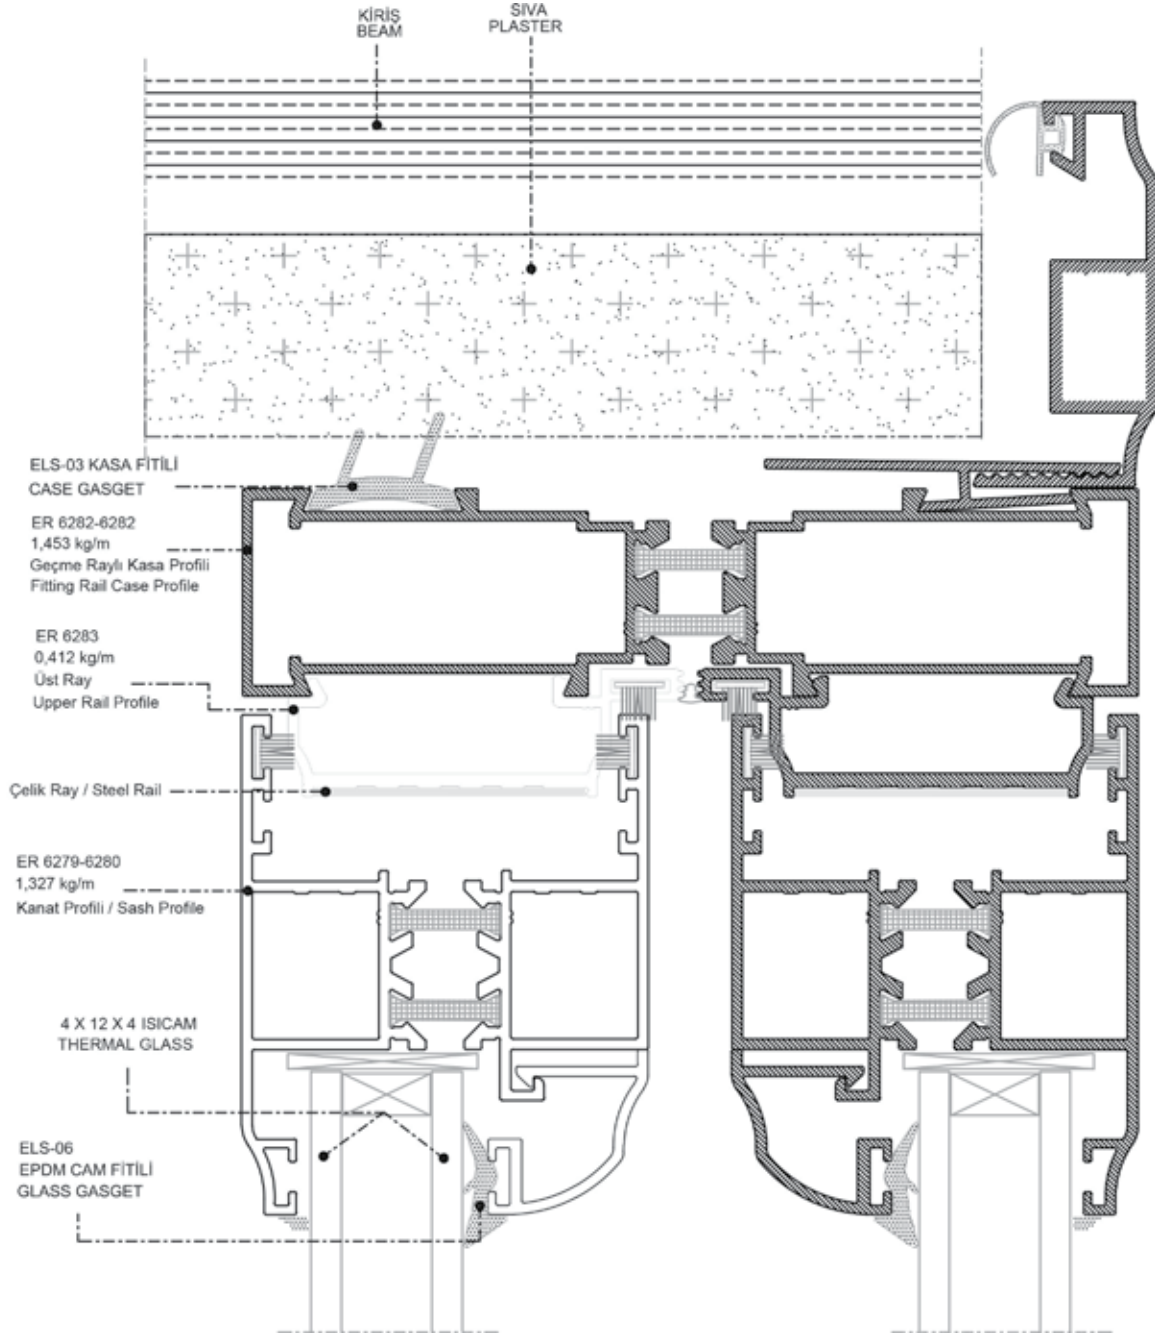 KİRİŞ
BEAM
SIVA
PLASTER
ELS-03 KASA FİTİLİ
CASE GASGET
ER 6282-6282
1,453 kg/m
Geçme Raylı Kasa Profili
Fitting Rail Case Profile
ER 6283
0,412 kg/m
Üst Ray
Upper Rail Profile
Çelik Ray / Steel Rail
ER 6279-6280
1,327 kg/m
Kanat Profili / Sash Profile
4 X 12 X 4 ISICAM
THERMAL GLASS
ELS-06
EPDM CAM FİTİLİ
GLASS GASGET